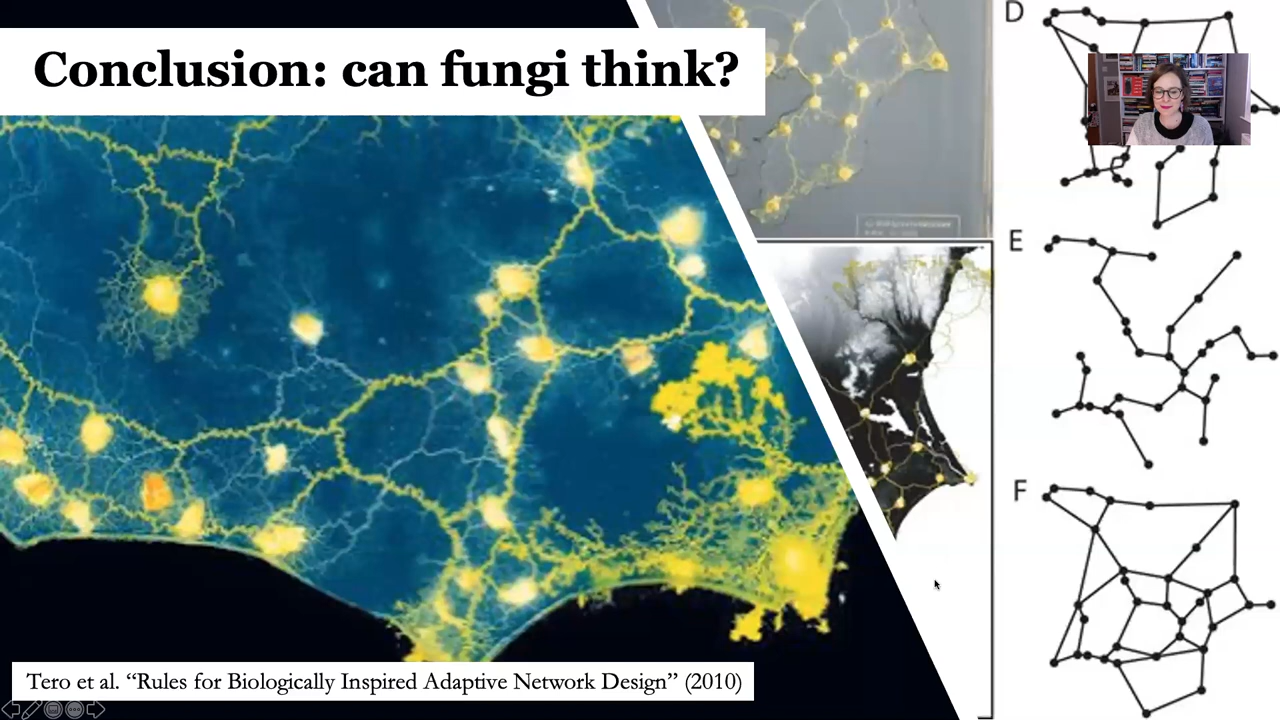 Conclusion: can fungi think?
D
E
F
Tero et al. “Rules for Biologically Inspired Adaptive Network Design” (2010)